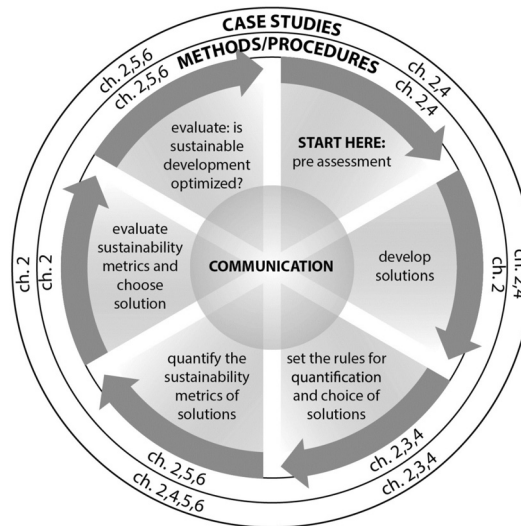 CASE STUDIES
METHODS/PROCEDURES
ch. 2,5,6
ch. 2,5,6
ch. 2,4
ch. 2,4
evaluate: is
sustainable
development
optimized?
START HERE:
pre assessment
evaluate
sustainability
metrics and
choose
solution
COMMUNICATION
develop
solutions
ch. 2
ch. 2
ch. 2
ch. 2,4
quantify the
sustainability
metrics of
solutions
set the rules for
quantification
and choice of
solutions
ch. 2,5,6
ch. 2,4,5,6
ch. 2,3,4
ch. 2,3,4